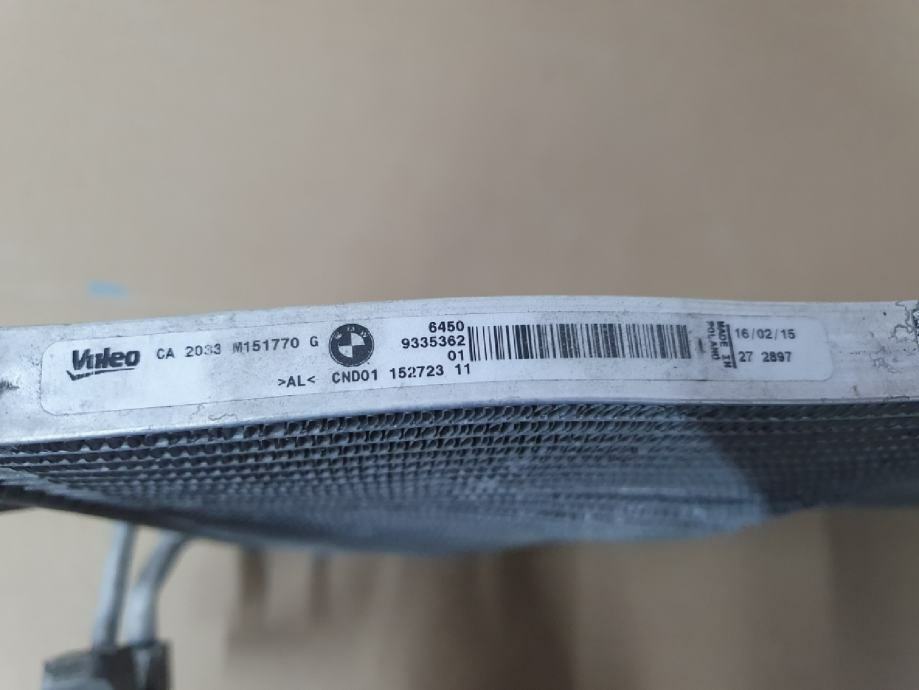 Valeo
CA 2033 M151770 G
BMW
6450
9335362
01
>AL< CND01 152723 11
MADE IN
POLAND
16/02/15
27 2897